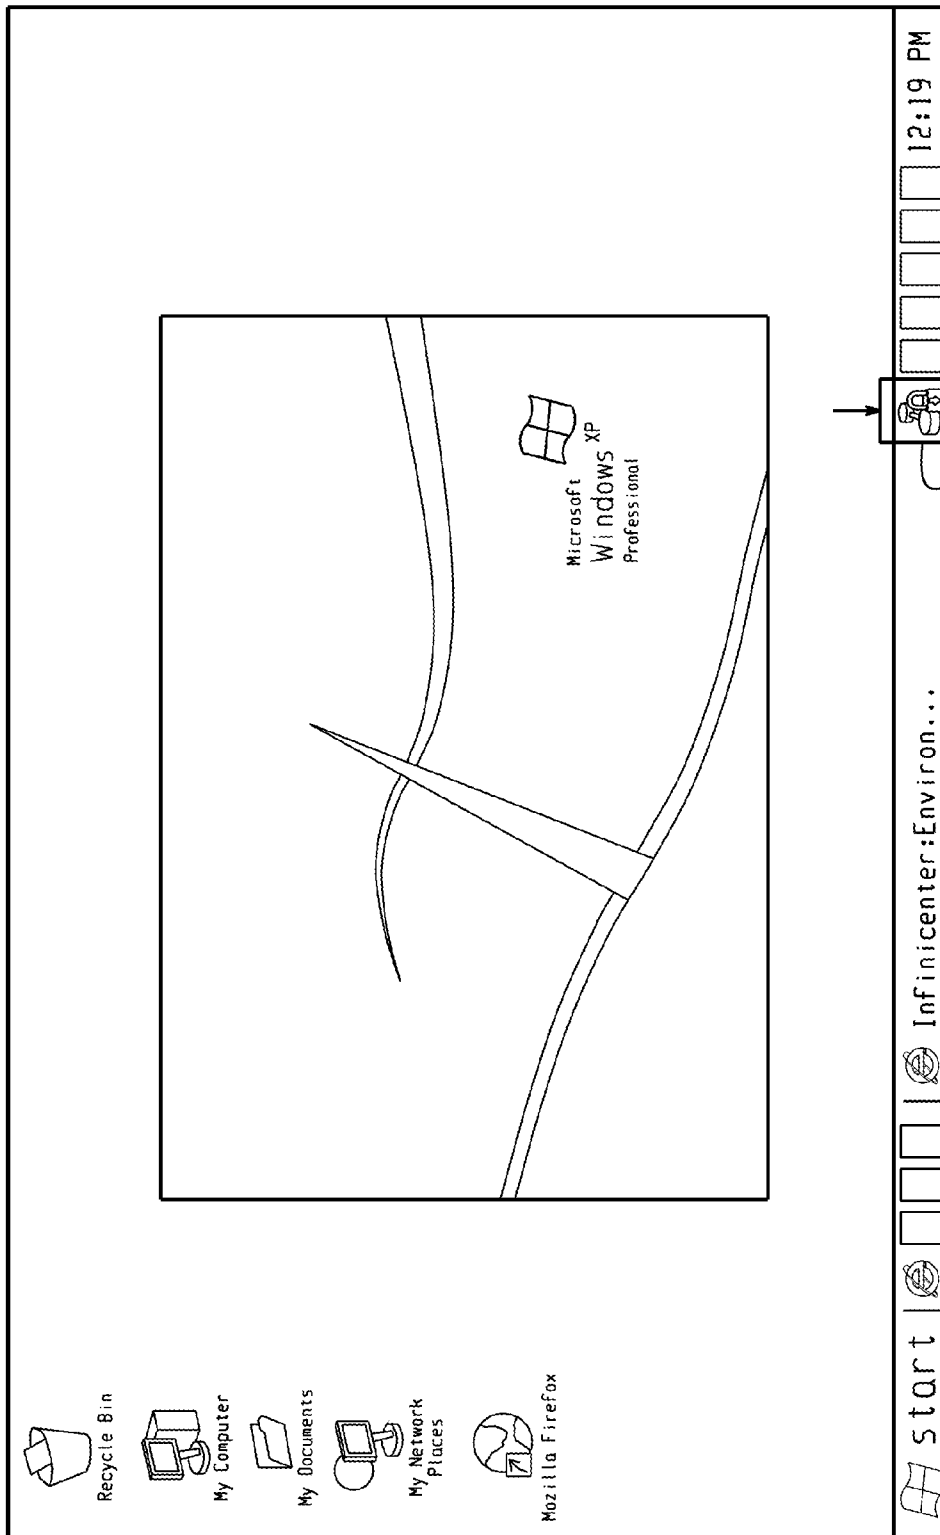 Recycle Bin
My Computer
My Documents
My Network
Places
Mozilla Firefox
Microsoft
Windows XP
Professional
start
Infinicenter:Environ...
12:19 PM